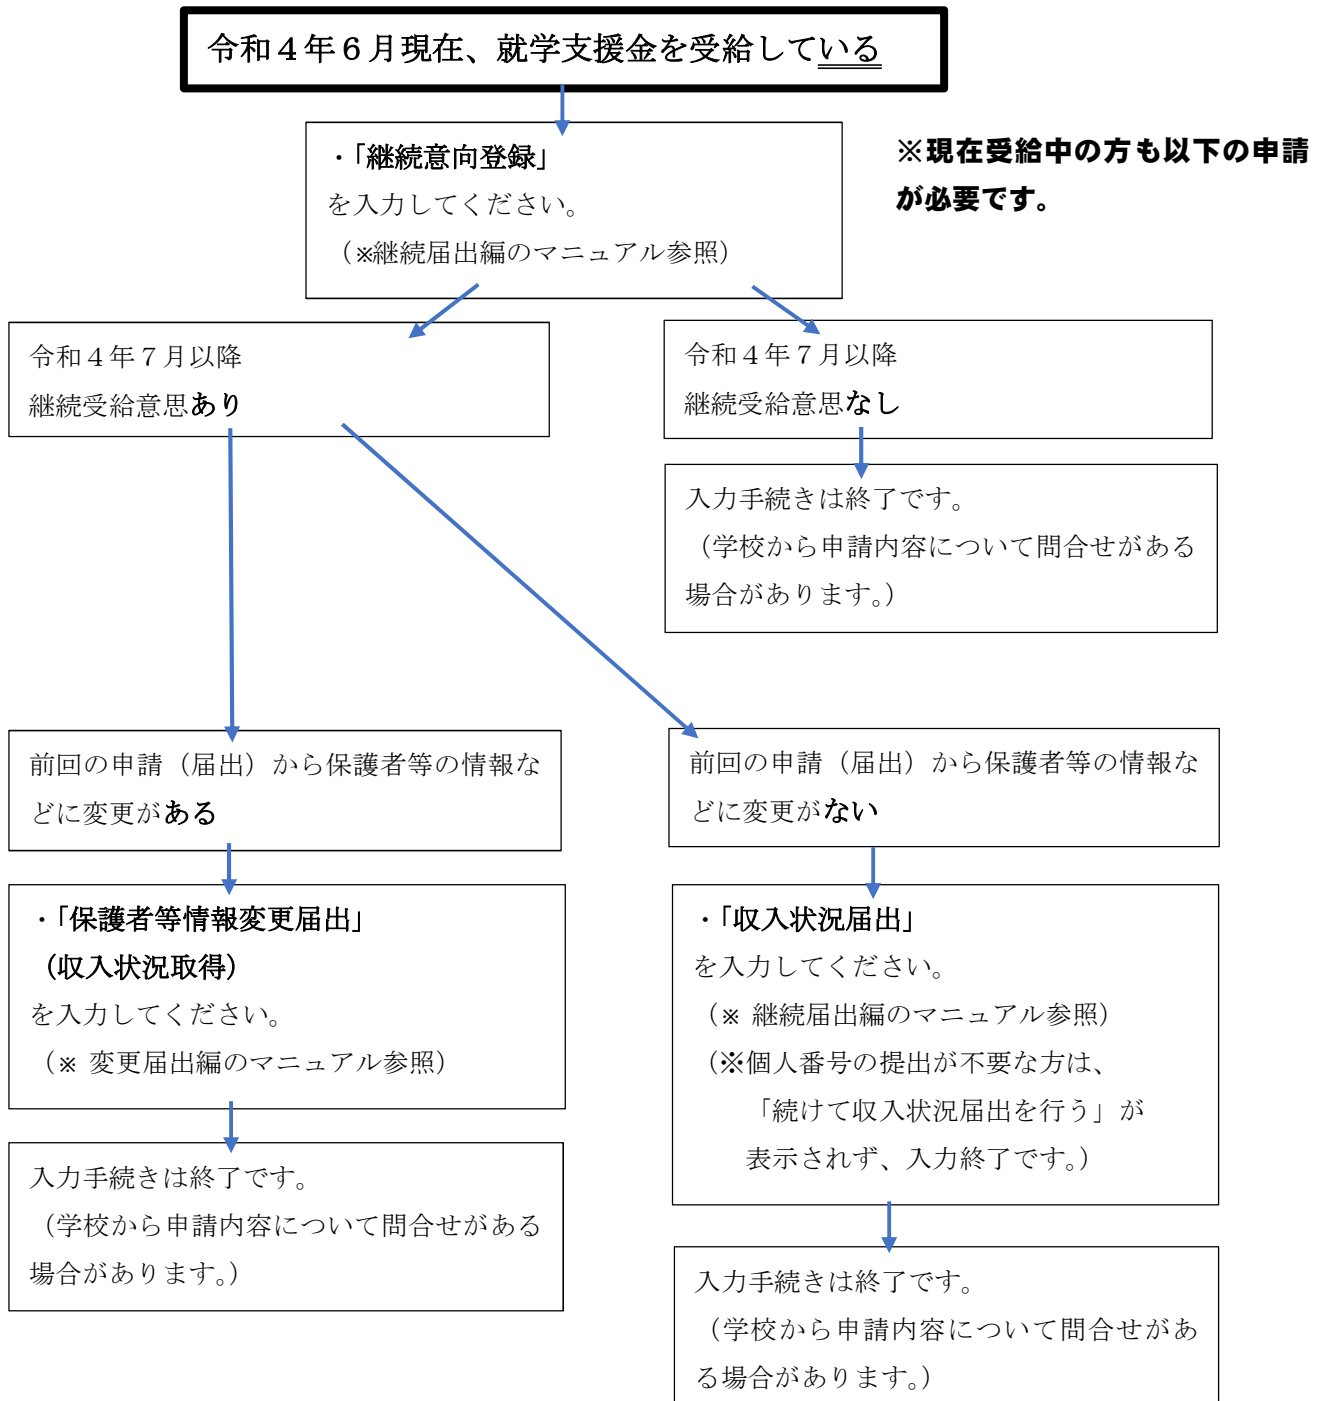 令和４年６月現在、就学支援金を受給している
・「継続意向登録」
を入力してください。
（※継続届出編のマニュアル参照）
※現在受給中の方も以下の申請
が必要です。
令和４年７月以降
継続受給意思あり
令和４年７月以降
継続受給意思なし
入力手続きは終了です。
（学校から申請内容について問合せがある
場合があります。）
前回の申請（届出）から保護者等の情報な
どに変更がある
前回の申請（届出）から保護者等の情報な
どに変更がない
・「保護者等情報変更届出」
（収入状況取得）
を入力してください。
（※ 変更届出編のマニュアル参照）
・「収入状況届出」
を入力してください。
（※ 継続届出編のマニュアル参照）
（※個人番号の提出が不要な方は、
「続けて収入状況届出を行う」が
表示されず、入力終了です。）
入力手続きは終了です。
（学校から申請内容について問合せがある
場合があります。）
入力手続きは終了です。
（学校から申請内容について問合せがあ
る場合があります。）